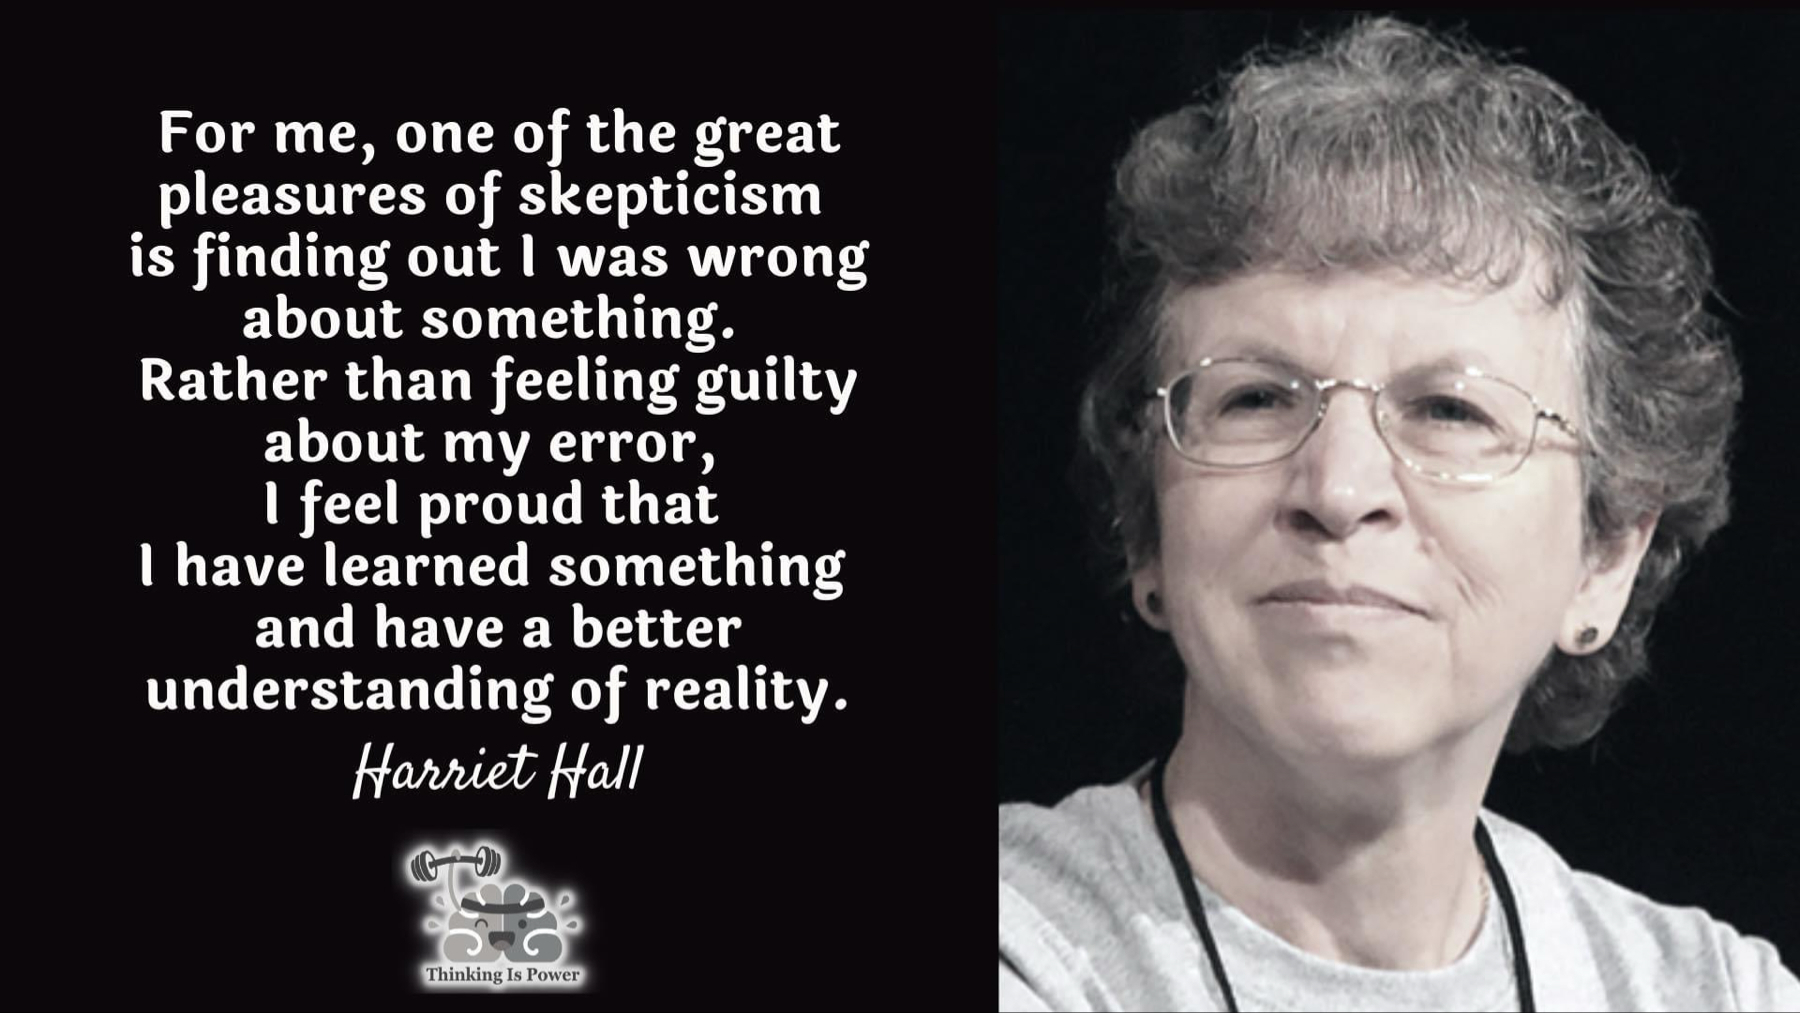 For me, one of the great
pleasures of skepticism
is finding out I was wrong
about something.
Rather than feeling guilty
about my error,
I feel proud that
I have learned something
and have a better
understanding of reality.
Harriet Hall
Thinking Is Power